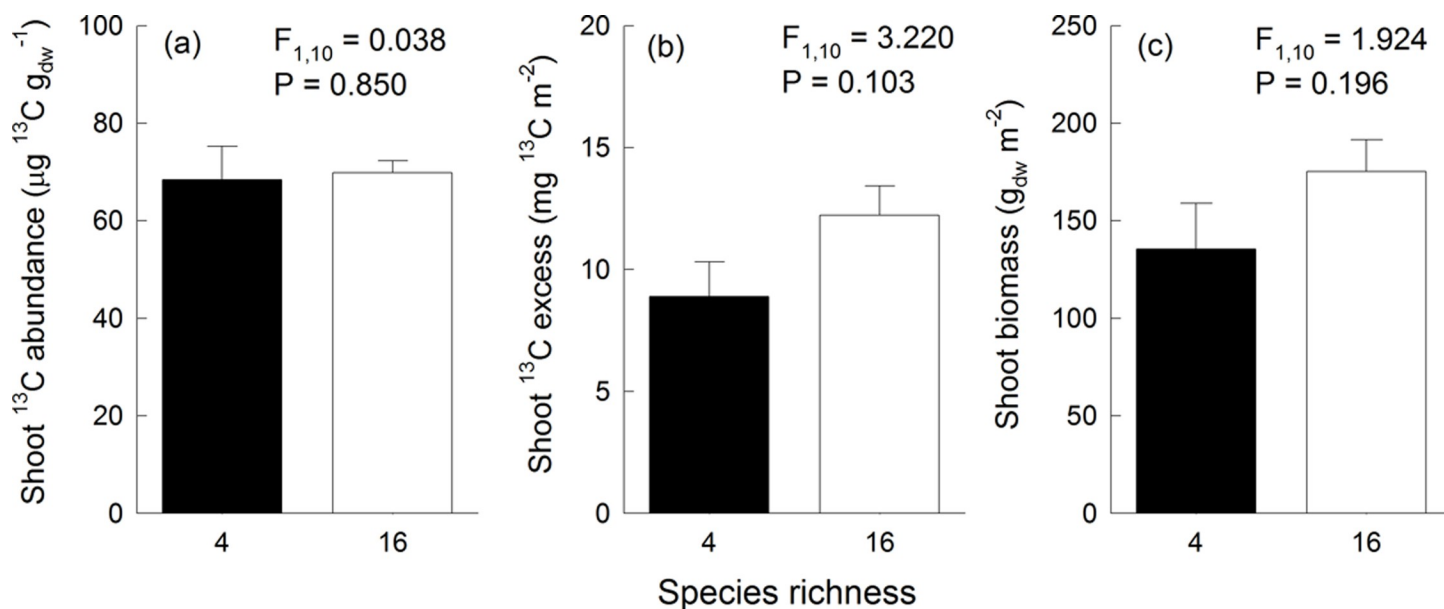 Shoot ¹³C abundance (µg ¹³C g_dw⁻¹)
100
80
60
40
20
0
(a)
F₁,₁₀ = 0.038
P = 0.850
4
16
Shoot ¹³C excess (mg ¹³C m⁻²)
20
15
10
5
0
(b)
F₁,₁₀ = 3.220
P = 0.103
4
16
Shoot biomass (g_dw m⁻²)
250
200
150
100
50
0
(c)
F₁,₁₀ = 1.924
P = 0.196
4
16
Species richness